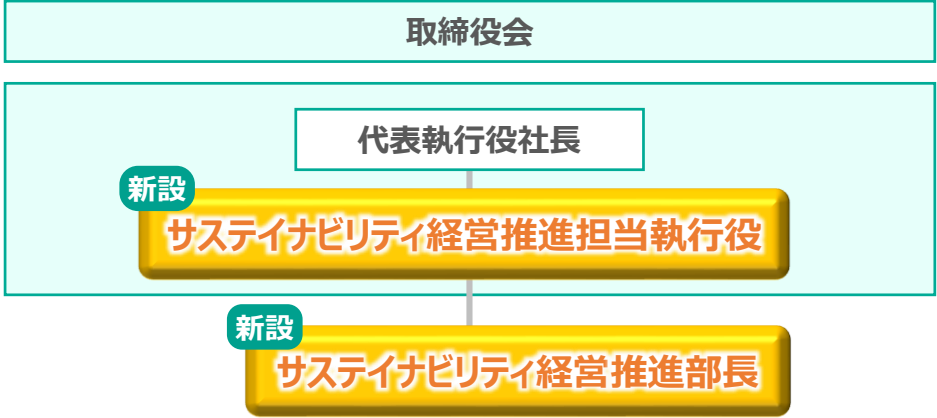 取締役会
代表執行役社長
新設
サステイナビリティ経営推進担当執行役
新設
サステイナビリティ経営推進部長